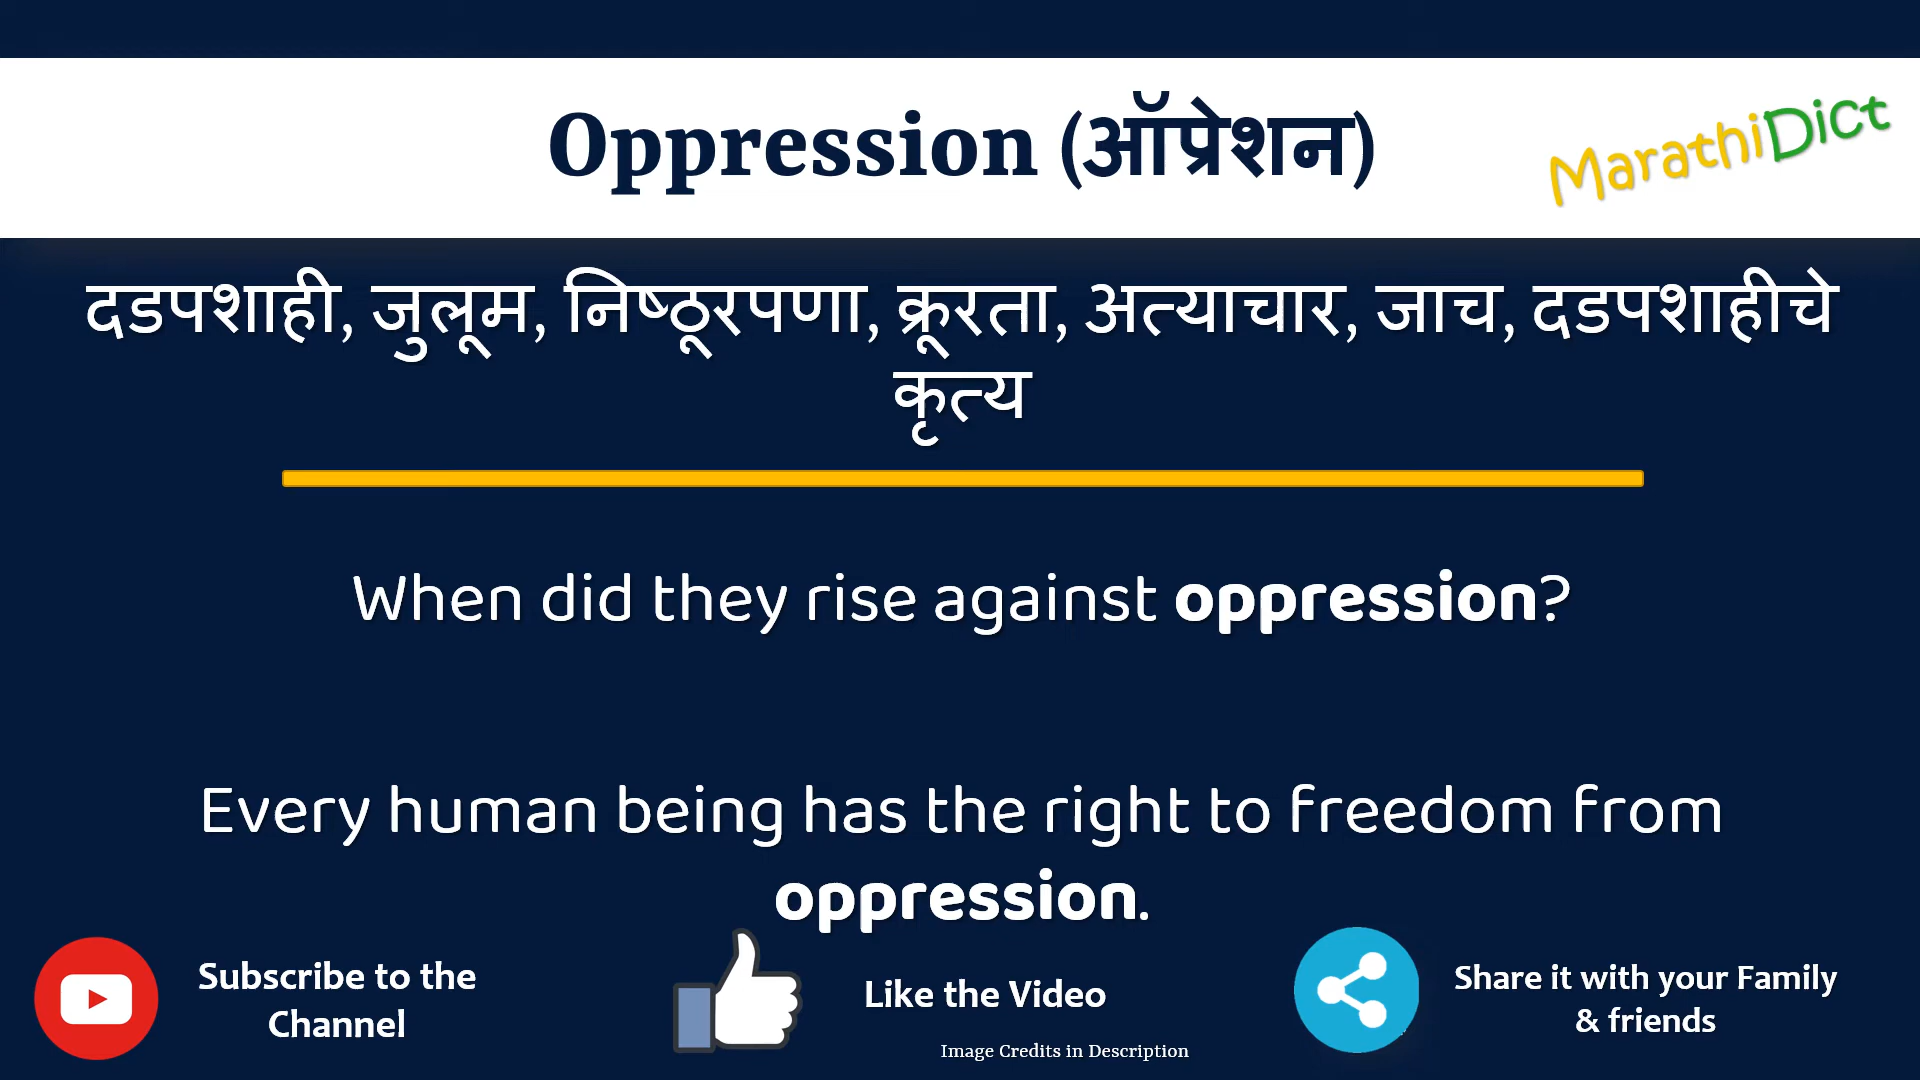 Oppression (ऑप्रेशन)
MarathiDict
दडपशाही, जुलूम, निष्ठूरपणा, क्रूरता, अत्याचार, जाच, दडपशाहीचे
कृत्य
When did they rise against oppression?
Every human being has the right to freedom from
oppression.
Subscribe to the
Channel
Like the Video
Share it with your Family
& friends
Image Credits in Description